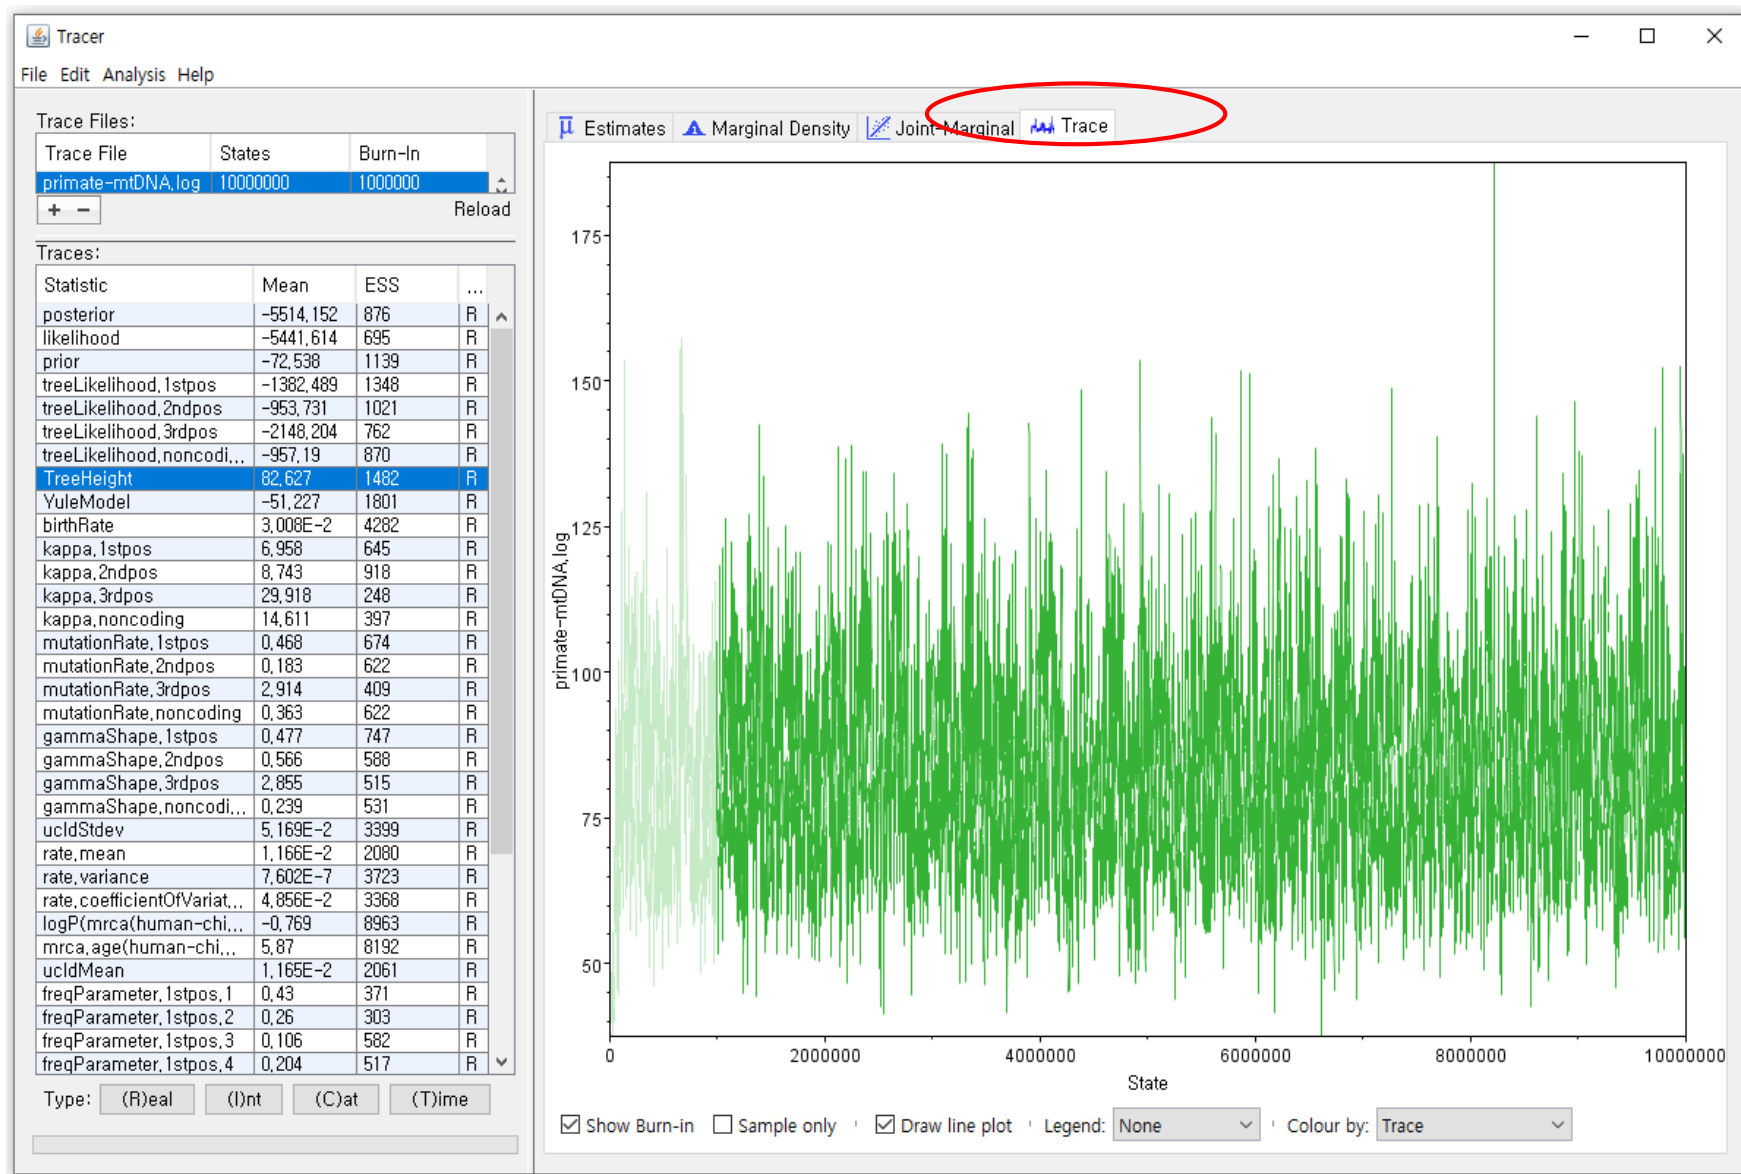 Tracer
File Edit Analysis Help
Trace Files:
Trace File States Burn-In
primate-mtDNA,log 10000000 1000000
+ − Reload
Traces:
Statistic Mean ESS ...
posterior -5514,152 876 R
likelihood -5441,614 695 R
prior -72,538 1139 R
treeLikelihood,1stpos -1382,489 1348 R
treeLikelihood,2ndpos -953,731 1021 R
treeLikelihood,3rdpos -2148,204 762 R
treeLikelihood,noncodi,,, -957,19 870 R
TreeHeight 82,627 1482 R
YuleModel -51,227 1801 R
birthRate 3,008E-2 4282 R
kappa,1stpos 6,958 645 R
kappa,2ndpos 8,743 918 R
kappa,3rdpos 29,918 248 R
kappa,noncoding 14,611 397 R
mutationRate,1stpos 0,468 674 R
mutationRate,2ndpos 0,183 622 R
mutationRate,3rdpos 2,914 409 R
mutationRate,noncoding 0,363 622 R
gammaShape,1stpos 0,477 747 R
gammaShape,2ndpos 0,566 588 R
gammaShape,3rdpos 2,855 515 R
gammaShape,noncodi,,, 0,239 531 R
ucldStdev 5,169E-2 3399 R
rate,mean 1,166E-2 2080 R
rate,variance 7,602E-7 3723 R
rate,coefficientOfVariat,,, 4,856E-2 3368 R
logP(mrca(human-chi,,, -0,769 8963 R
mrca,age(human-chi,,, 5,87 8192 R
ucldMean 1,165E-2 2061 R
freqParameter,1stpos,1 0,43 371 R
freqParameter,1stpos,2 0,26 303 R
freqParameter,1stpos,3 0,106 582 R
freqParameter,1stpos,4 0,204 517 R
Type: (R)eal (I)nt (C)at (T)ime
μ Estimates Marginal Density Joint-Marginal Trace
175
150
125
100
75
50
primate-mtDNA,log
0 2000000 4000000 6000000 8000000 10000000
State
Show Burn-in Sample only Draw line plot Legend: None Colour by: Trace